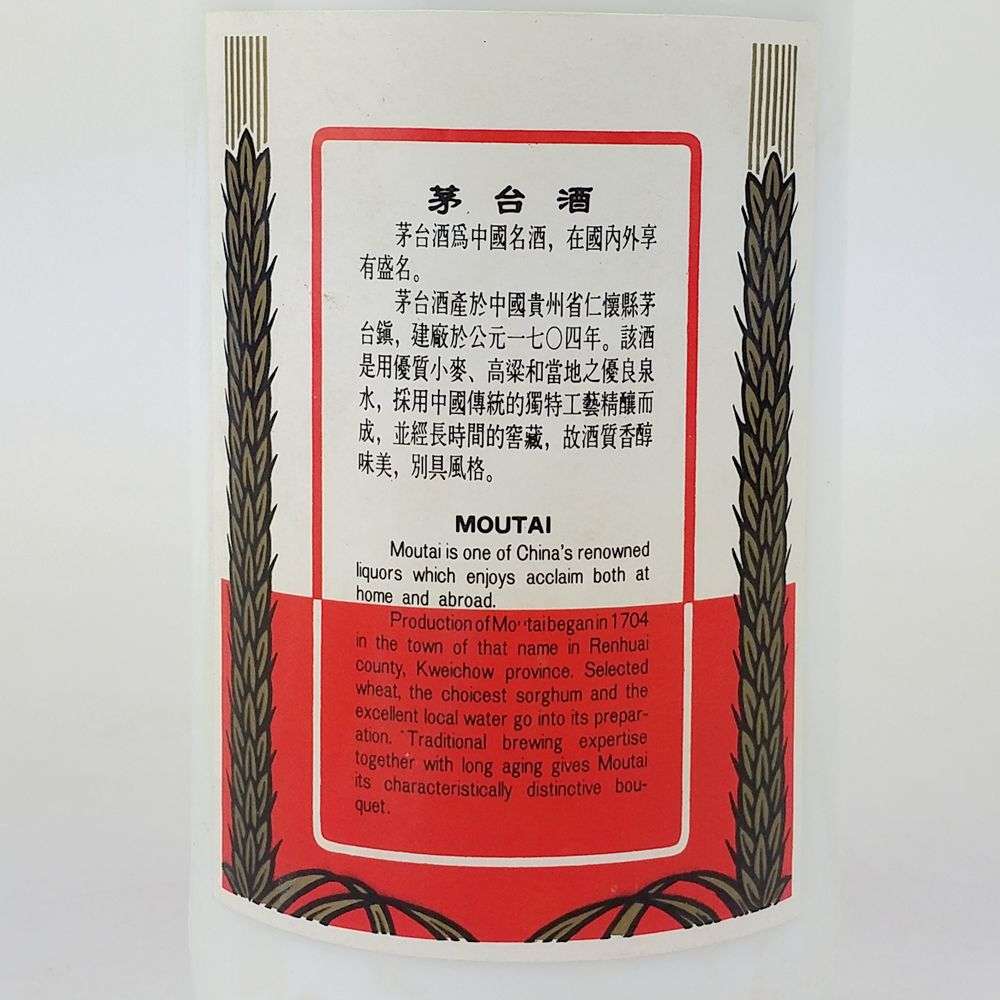 茅台酒
茅台酒爲中國名酒，在國內外享
有盛名。
茅台酒產於中國貴州省仁懷縣茅
台鎭，建廠於公元一七〇四年。該酒
是用優質小麥、高粱和當地之優良泉
水，採用中國傳統的獨特工藝精釀而
成，並經長時間的窖藏，故酒質香醇
味美，別具風格。
MOUTAI
Moutai is one of China's renowned
liquors which enjoys acclaim both at
home and abroad.
Production of Moutai began in 1704
in the town of that name in Renhuai
county, Kweichow province. Selected
wheat, the choicest sorghum and the
excellent local water go into its prepar-
ation. Traditional brewing expertise
together with long aging gives Moutai
its characteristically distinctive bou-
quet.